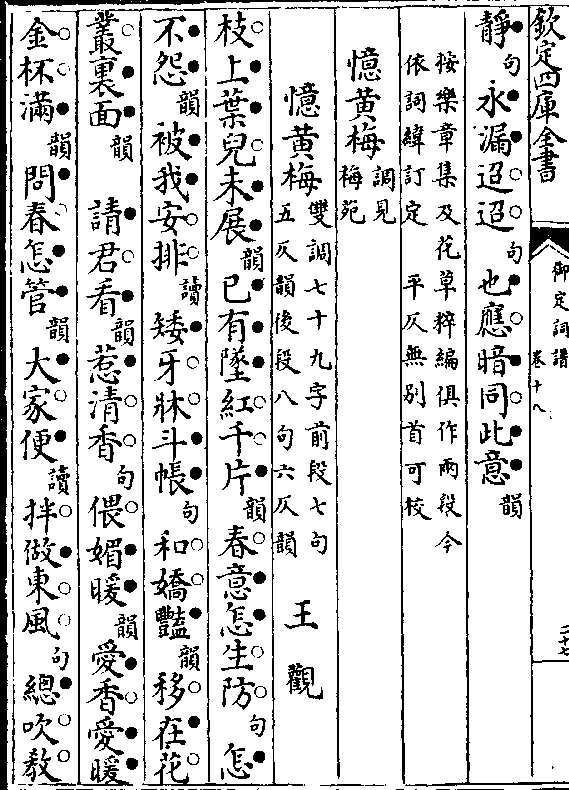 欽定四庫全書
御定詞譜
卷十八
二十七
靜句永漏迢迢句也應暗同此意韻
按樂章集及花草粹編俱作兩段今
依詞緯訂定　平仄無别首可校
憶黄梅調見
梅苑
憶黄梅雙調七十九字前段七句
五仄韻後段八句六仄韻　王觀
枝上葉兒未展韻已有墜紅千片韻春意怎生防句怎
不怨韻被我安排讀矮牙牀斗帳句和嬌豔韻移在花
叢裏面韻　請君看韻惹清香句偎媚暖韻愛香愛暖
金杯滿韻問春怎管韻大家便讀拌做東風句總吹教